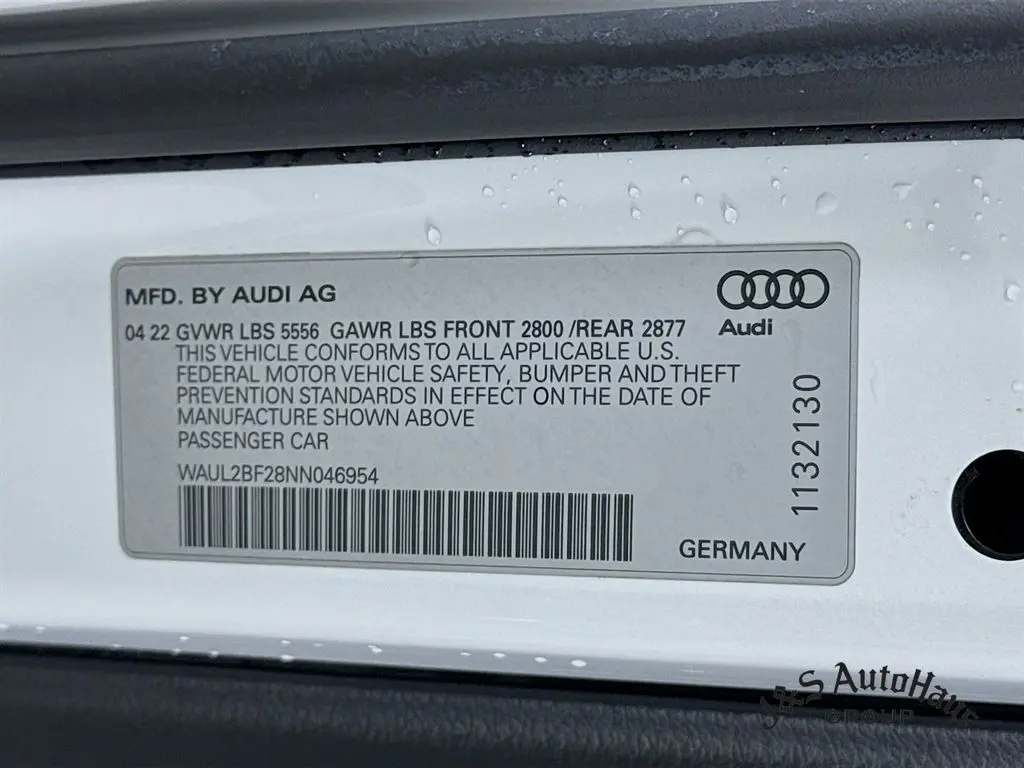 MFD. BY AUDI AG
Audi
04 22 GVWR LBS 5556 GAWR LBS FRONT 2800 /REAR 2877
THIS VEHICLE CONFORMS TO ALL APPLICABLE U.S.
FEDERAL MOTOR VEHICLE SAFETY, BUMPER AND THEFT
PREVENTION STANDARDS IN EFFECT ON THE DATE OF
MANUFACTURE SHOWN ABOVE
PASSENGER CAR
WAUL2BF28NN046954
1132130
GERMANY
S AutoHaus
GROUP